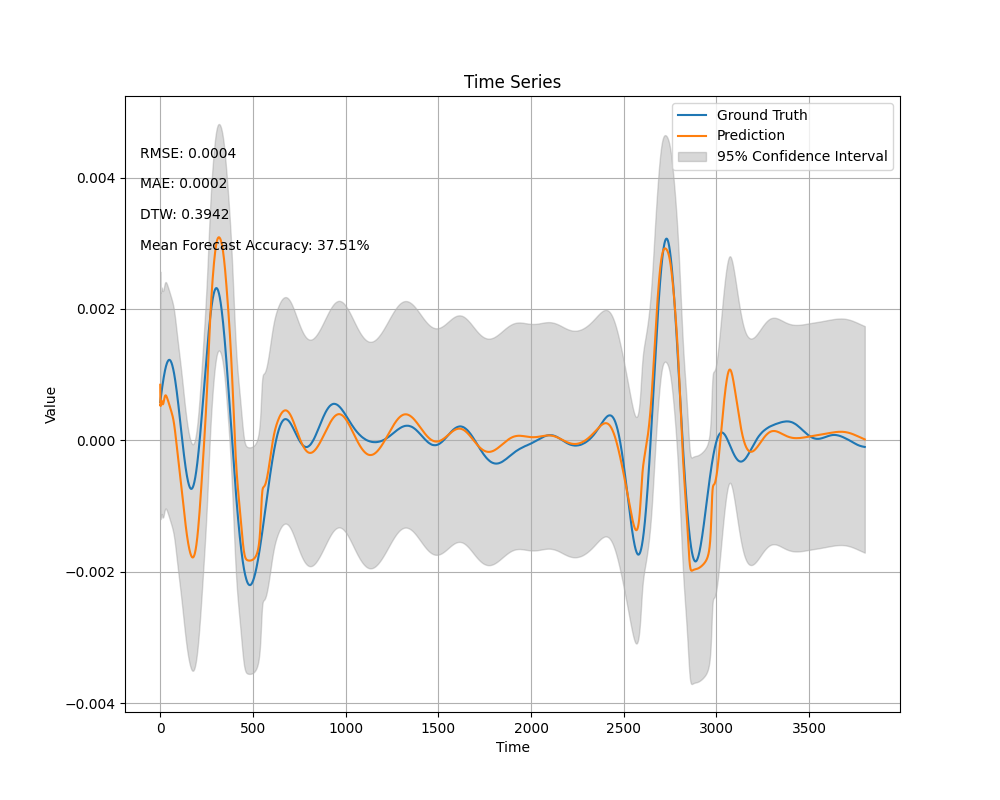 Time Series
Ground Truth
Prediction
95% Confidence Interval
RMSE: 0.0004
MAE: 0.0002
DTW: 0.3942
Mean Forecast Accuracy: 37.51%
0.004
0.002
0.000
−0.002
−0.004
Value
0 500 1000 1500 2000 2500 3000 3500
Time